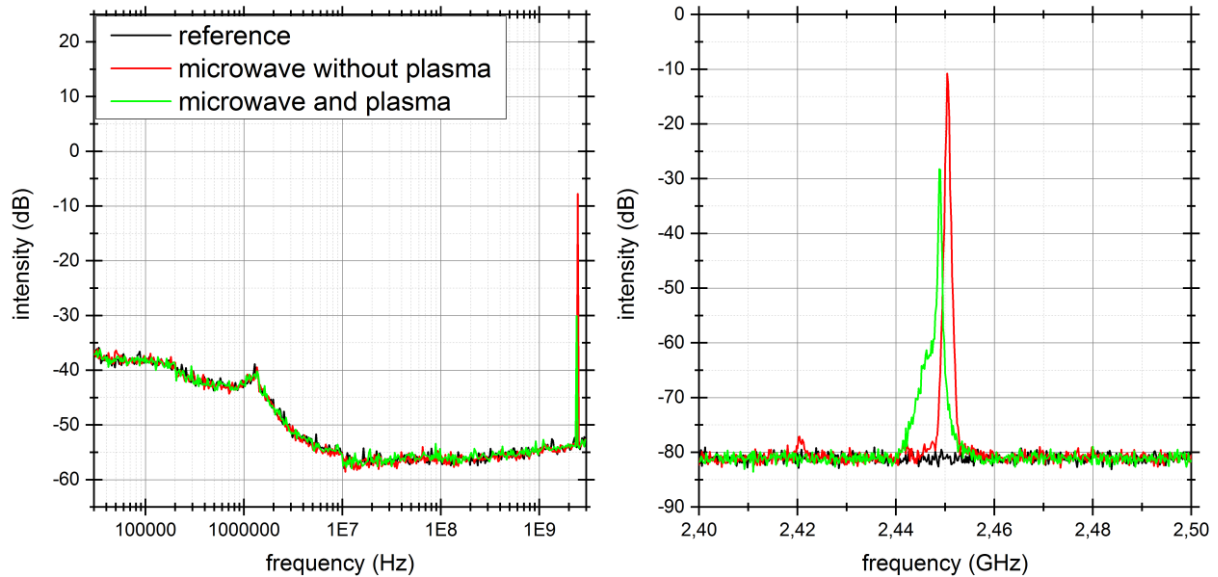 reference
microwave without plasma
microwave and plasma
intensity (dB)
20
10
0
-10
-20
-30
-40
-50
-60
100000 1000000 1E7 1E8 1E9
frequency (Hz)
intensity (dB)
0
-10
-20
-30
-40
-50
-60
-70
-80
-90
2,40 2,42 2,44 2,46 2,48 2,50
frequency (GHz)